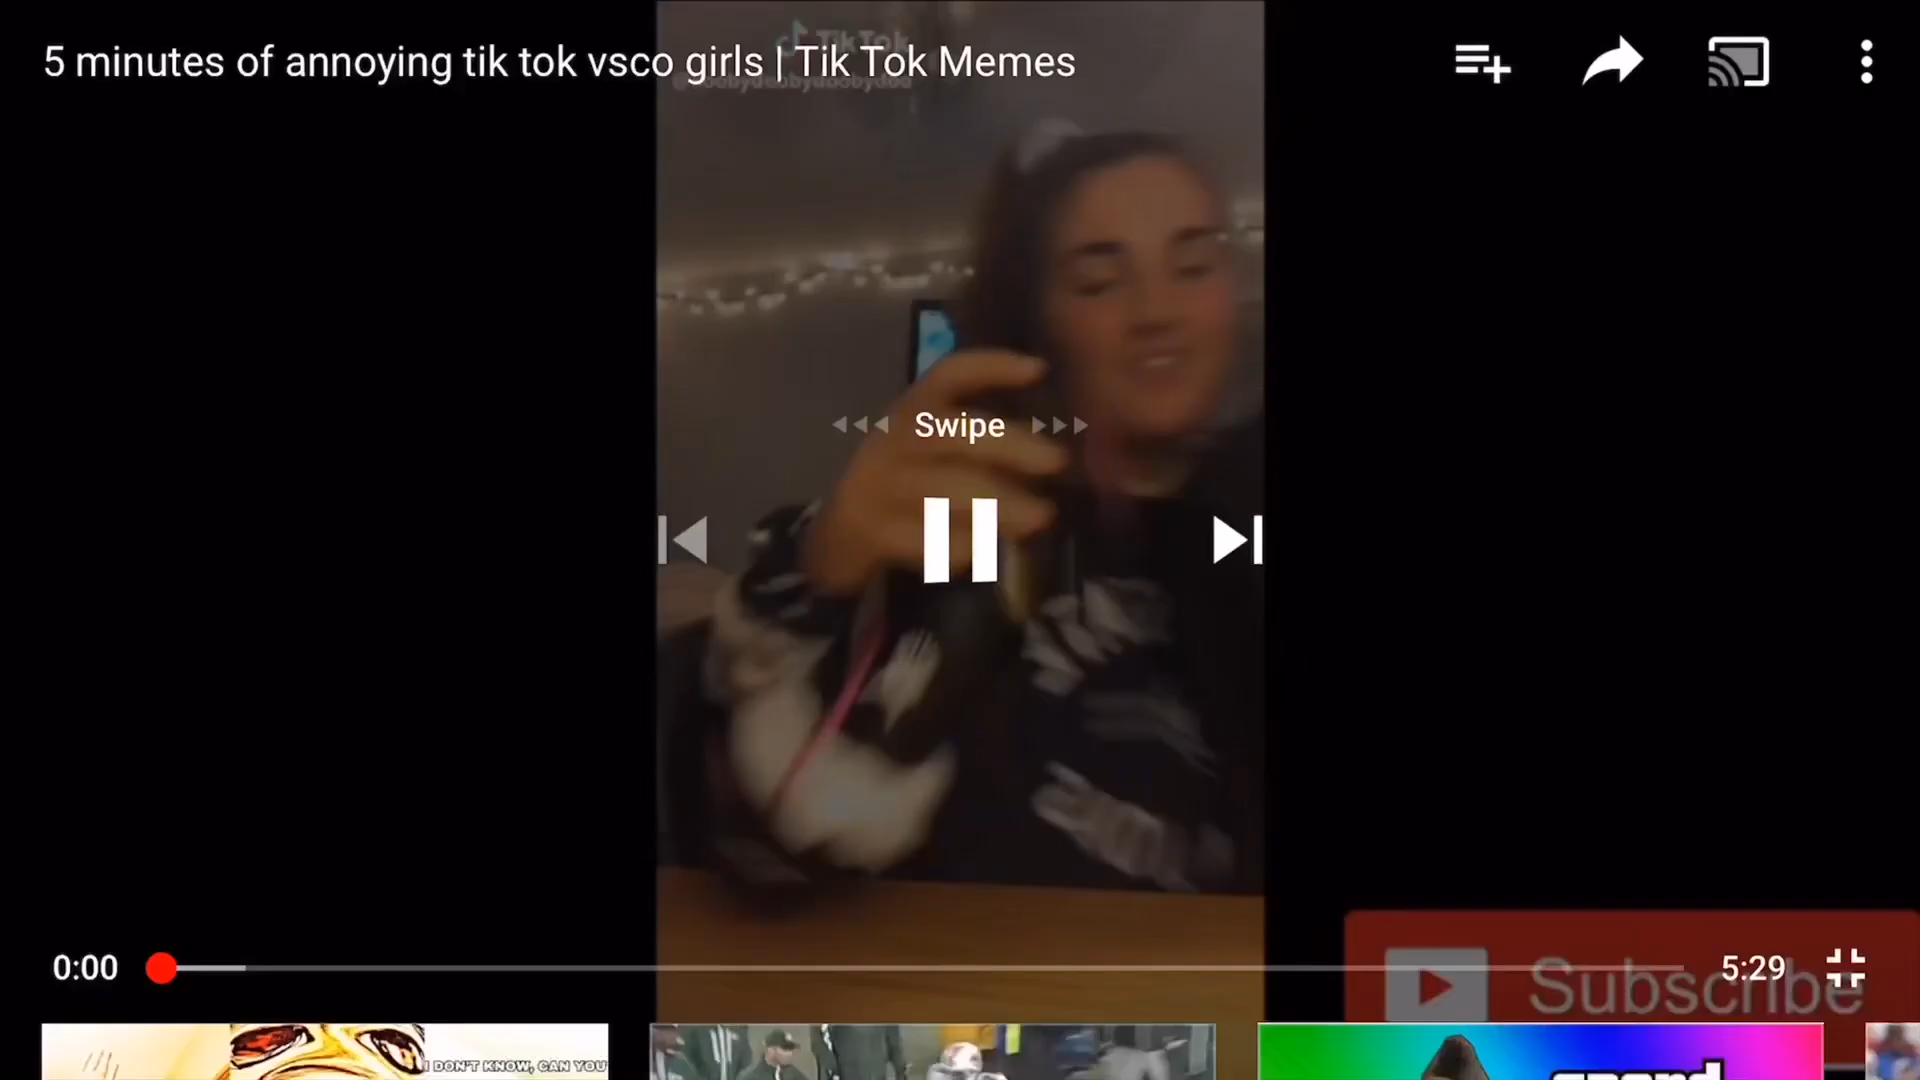 TikTok
5 minutes of annoying tik tok vsco girls | Tik Tok Memes
Swipe
0:00
5:29
Subscribe
I DON'T KNOW, CAN YOU